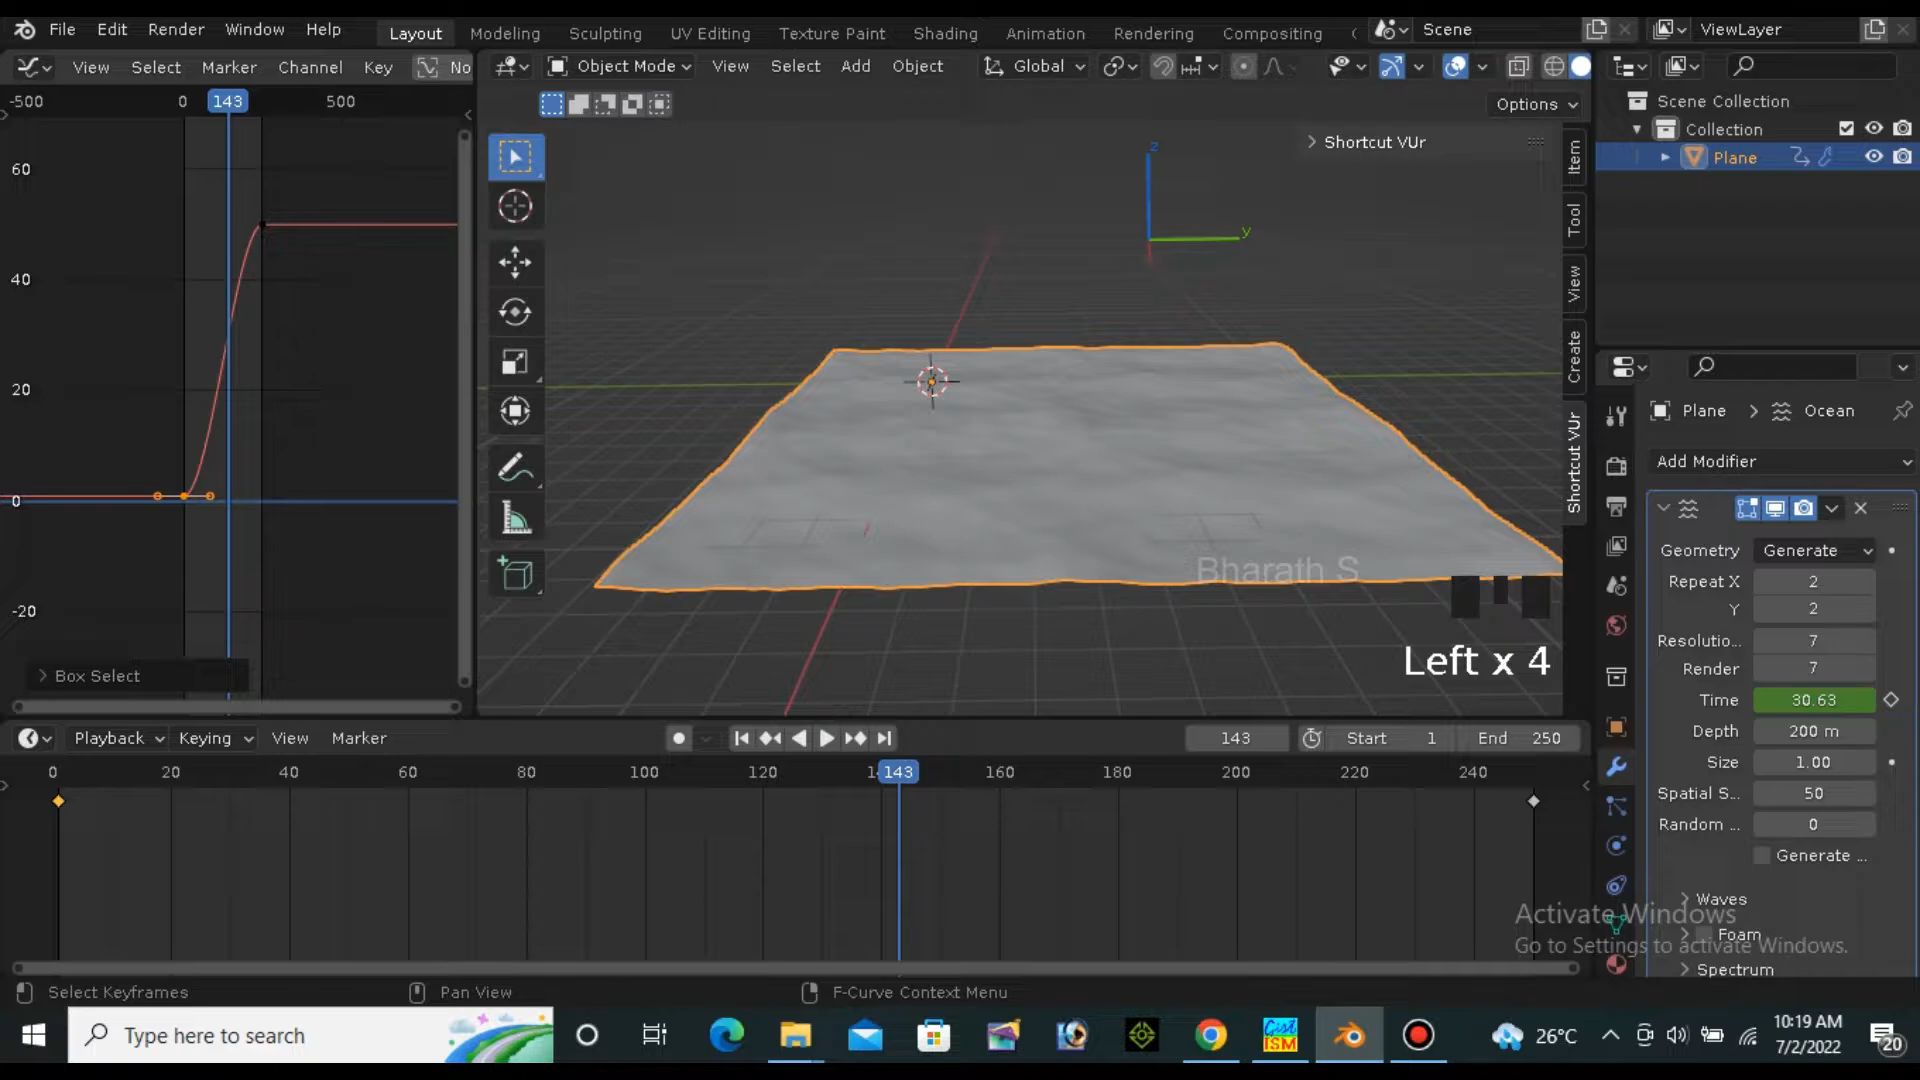 File Edit Render Window Help Layout Modeling Sculpting UV Editing Texture Paint Shading Animation Rendering Compositing Scene ViewLayer
View Select Marker Channel Key No Object Mode View Select Add Object Global
-500 0 143 500 Options Scene Collection
Collection
Shortcut VUr
Plane
z
y
60
40
20
0
-20
Item
Tool
View
Create
Shortcut VUr
Plane > Ocean
Add Modifier
Geometry Generate
Repeat X 2
Y 2
Resolutio... 7
Render 7
Time 30.63
Depth 200 m
Size 1.00
Spatial S... 50
Random ... 0
Generate ...
Waves
Foam
Spectrum
Bharath S
Left x 4
Box Select
Playback Keying View Marker 143 Start 1 End 250
0 20 40 60 80 100 120 143 160 180 200 220 240
Activate Windows
Go to Settings to activate Windows.
Select Keyframes Pan View F-Curve Context Menu
Type here to search
Gist
ISM
26°C
10:19 AM
7/2/2022
20